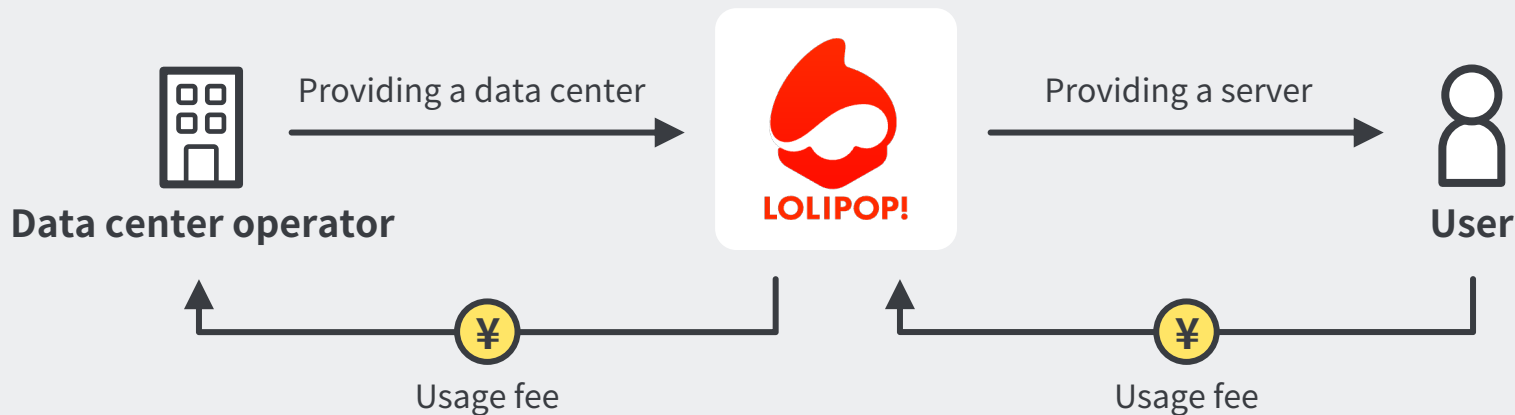 Providing a data center
Providing a server
LOLIPOP!
Data center operator
User
¥
¥
Usage fee
Usage fee